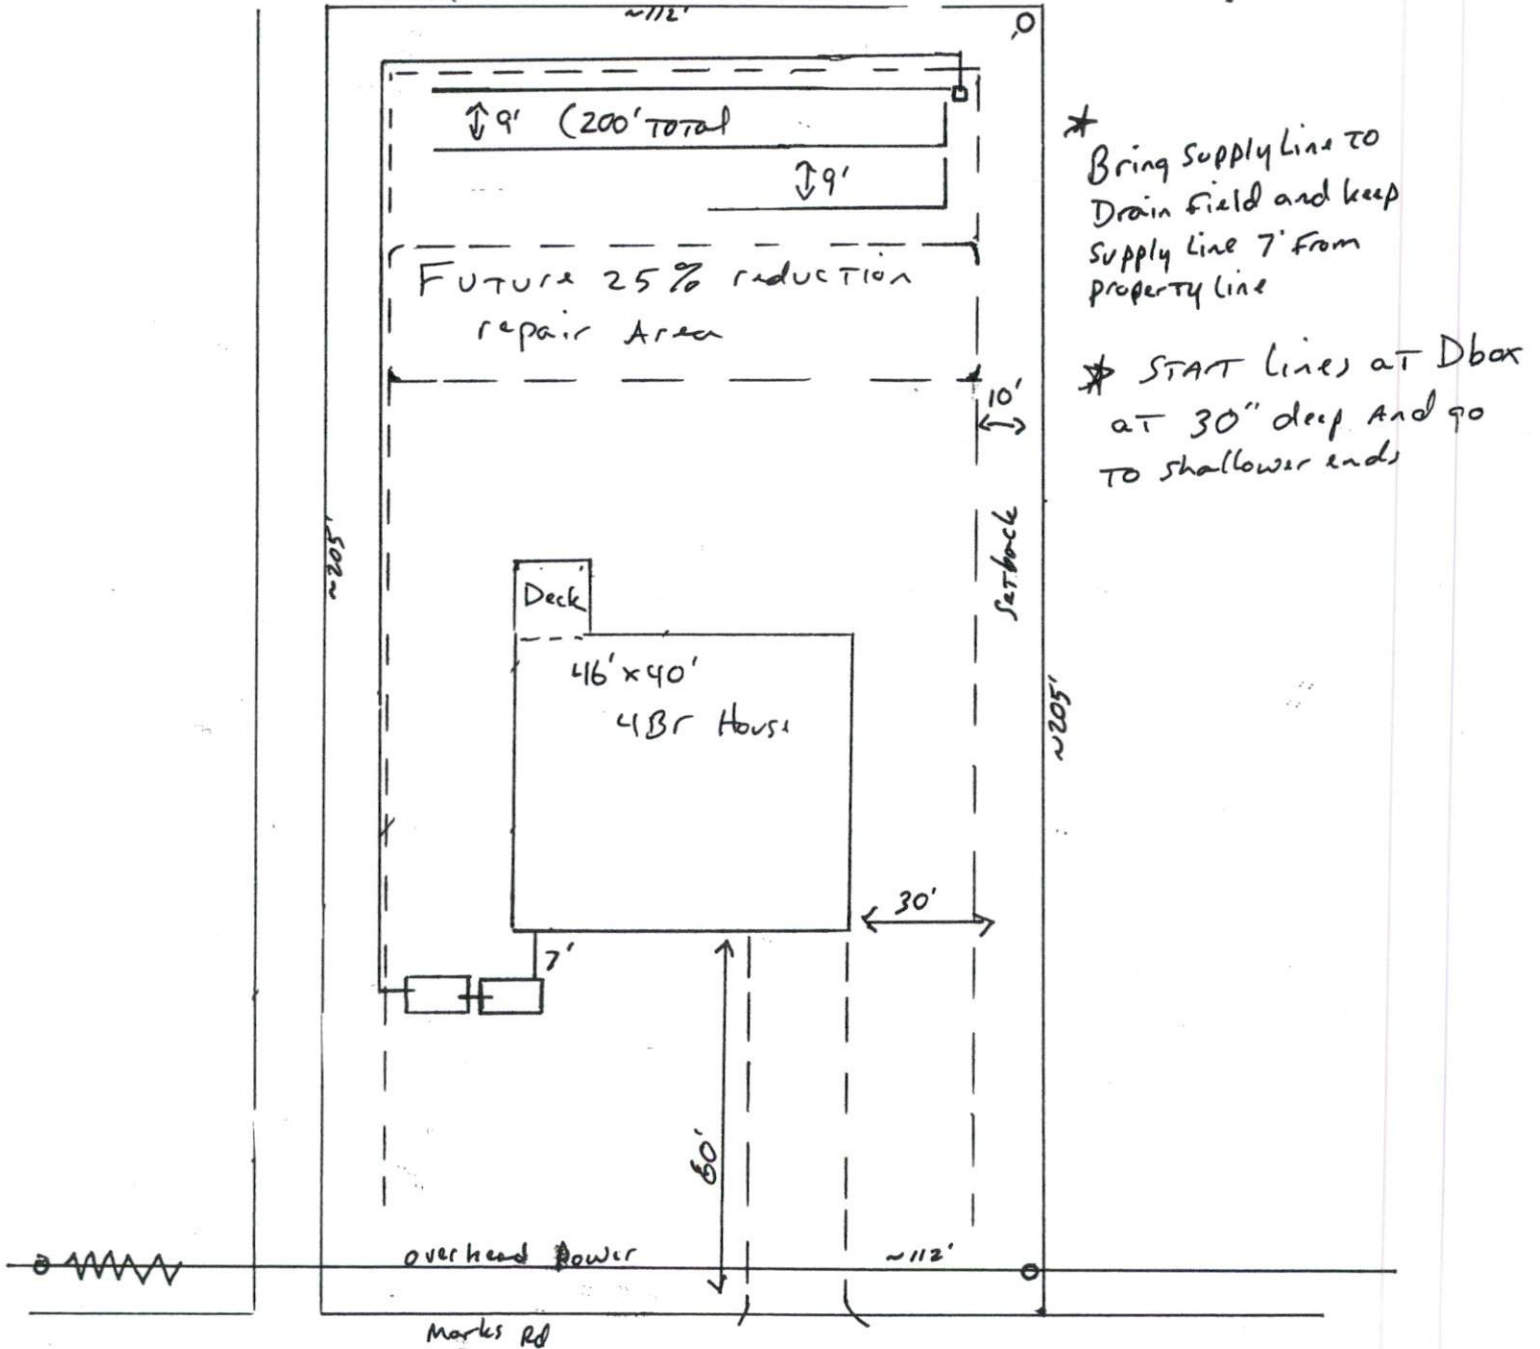 ~112'
9' (200' Total
9'
Future 25% reduction
repair Area
*
Bring Supply Line To
Drain Field and keep
Supply Line 7' From
property line
* START lines at Dbox
at 30" deep And go
To shallower ends
10'
Setback
~205'
Deck
46' x 40'
4Br House
~205'
30'
7'
60'
overhead Power
~112'
Marks Rd